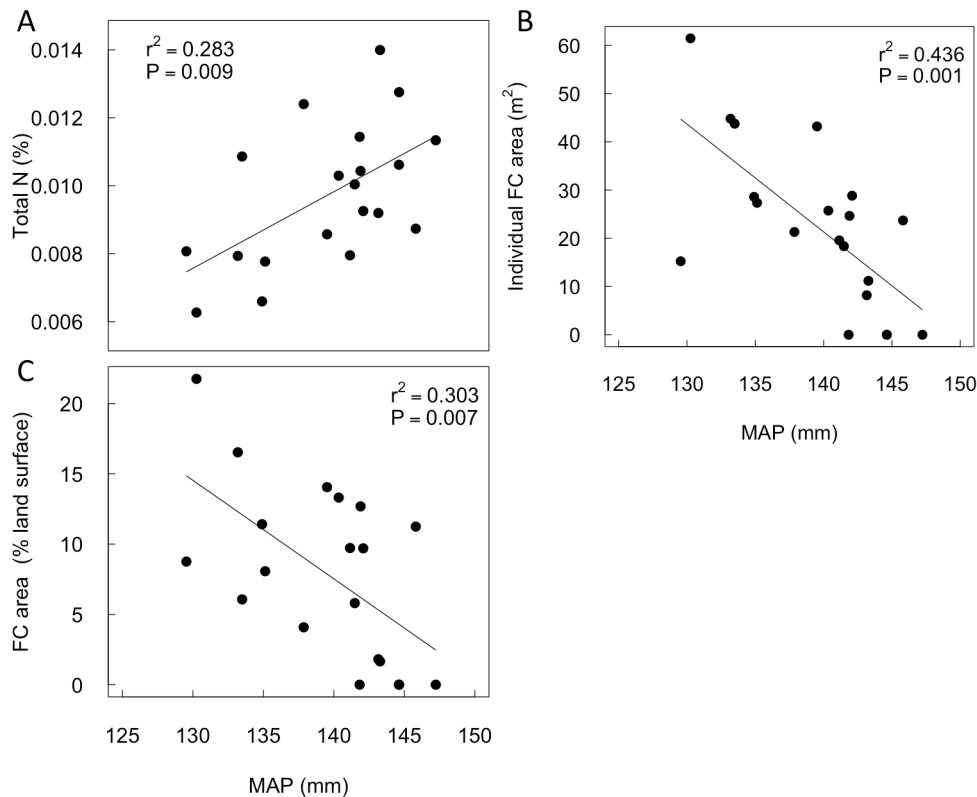 A
r² = 0.283
P = 0.009
0.014
0.012
0.010
0.008
0.006
Total N (%)
B
r² = 0.436
P = 0.001
60
50
40
30
20
10
0
Individual FC area (m²)
125 130 135 140 145 150
MAP (mm)
C
r² = 0.303
P = 0.007
20
15
10
5
0
FC area (% land surface)
125 130 135 140 145 150
MAP (mm)